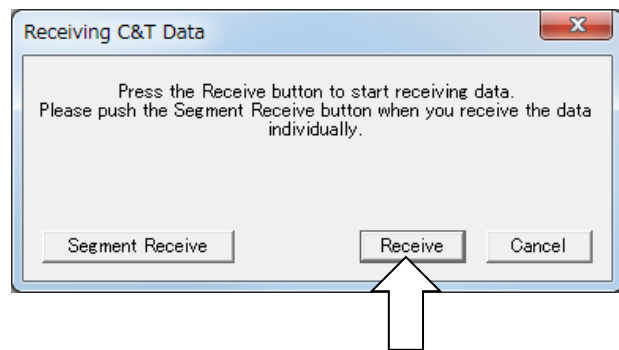 Receiving C&T Data
Press the Receive button to start receiving data.
Please push the Segment Receive button when you receive the data
individually.
Segment Receive
Receive
Cancel